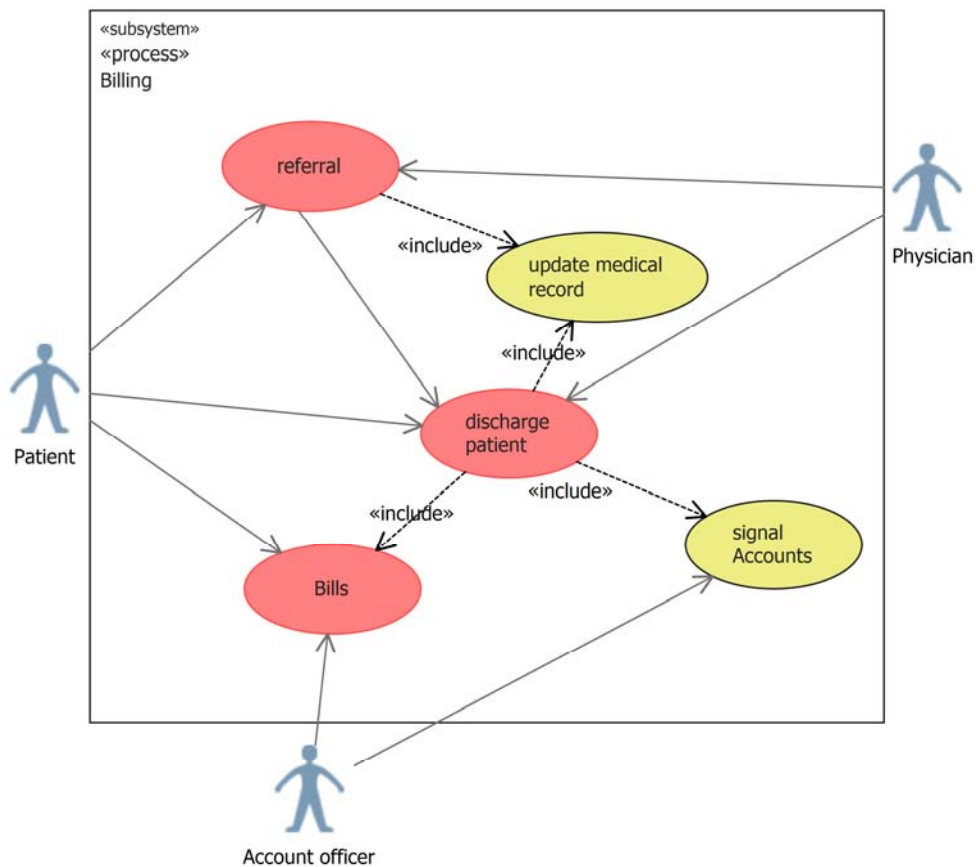 «subsystem»
«process»
Billing
referral
«include»
Physician
update medical
record
«include»
discharge
patient
Patient
«include»
«include»
signal
Accounts
Bills
Account officer